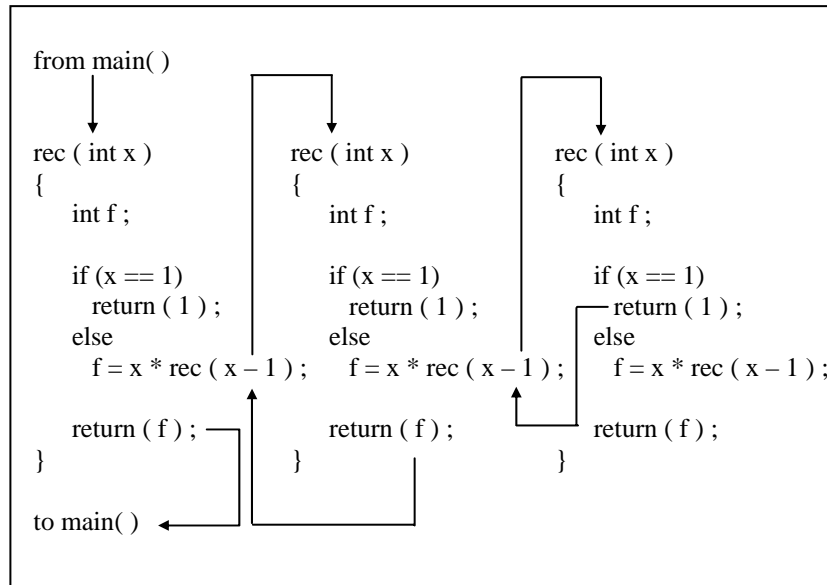 from main( )
rec ( int x )
{
int f ;
if (x == 1)
return ( 1 ) ;
else
f = x * rec ( x – 1 ) ;
return ( f ) ;
}
to main( )
rec ( int x )
{
int f ;
if (x == 1)
return ( 1 ) ;
else
f = x * rec ( x – 1 ) ;
return ( f ) ;
}
rec ( int x )
{
int f ;
if (x == 1)
return ( 1 ) ;
else
f = x * rec ( x – 1 ) ;
return ( f ) ;
}